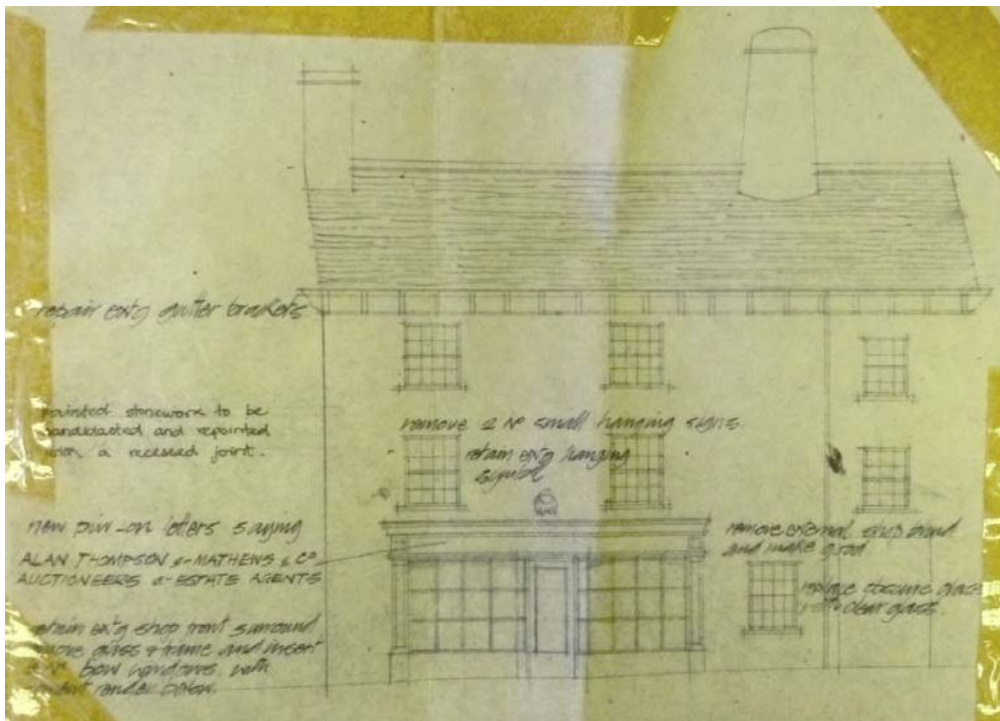 repair extg gutter brackets
painted stonework to be
sandblasted and repointed
with a recessed joint.
remove 2 No small hanging signs.
retain extg hanging
symbol
new pin-on letters saying
ALAN THOMPSON & MATHEWS & Co
AUCTIONEERS & ESTATE AGENTS
remove external shop blind
and make good
replace obscure glass
with clear glass.
retain extg shop front surround
remove glass & frame and insert
bow windows with
render below.